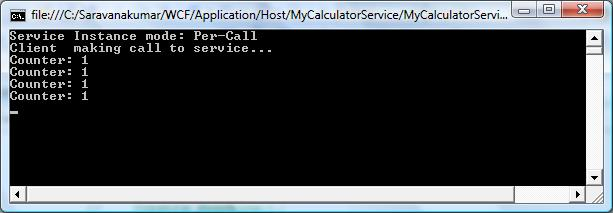 file:///C:/Saravanakumar/WCF/Application/Host/MyCalculatorService/MyCalculatorServi...
Service Instance mode: Per-Call
Client  making call to service...
Counter: 1
Counter: 1
Counter: 1
Counter: 1